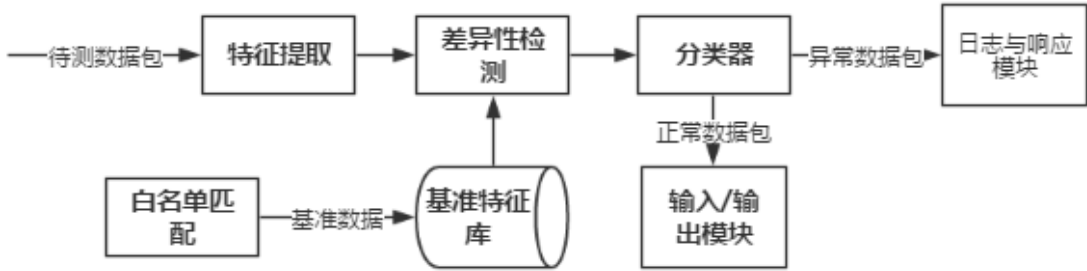 待测数据包
特征提取
差异性检
测
分类器
异常数据包
日志与响应
模块
正常数据包
白名单匹
配
基准数据
基准特征
库
输入/输
出模块